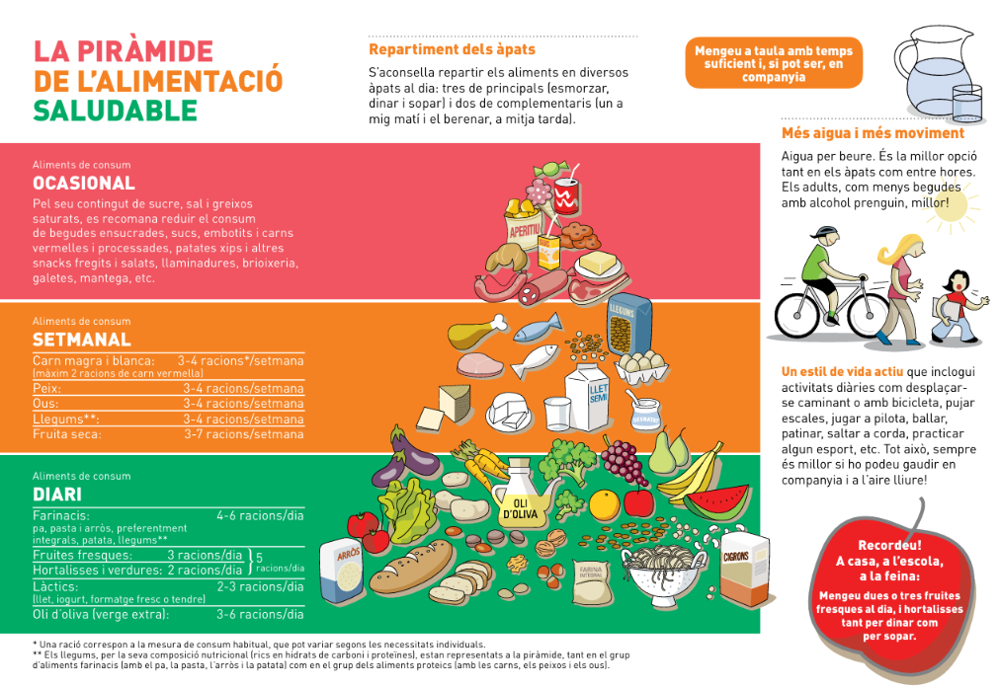 LA PIRÀMIDE
DE L'ALIMENTACIÓ
SALUDABLE
Repartiment dels àpats
S'aconsella repartir els aliments en diversos
àpats al dia: tres de principals (esmorzar,
dinar i sopar) i dos de complementaris (un a
mig matí i el berenar, a mitja tarda).
Mengeu a taula amb temps
suficient i, si pot ser, en
companyia
Més aigua i més moviment
Aigua per beure. És la millor opció
tant en els àpats com entre hores.
Els adults, com menys begudes
amb alcohol prenguin, millor!
Aliments de consum
OCASIONAL
Pel seu contingut de sucre, sal i greixos
saturats, es recomana reduir el consum
de begudes ensucrades, sucs, embotits i carns
vermelles i processades, patates xips i altres
snacks fregits i salats, llaminadures, brioixeria,
galetes, mantega, etc.
APERITIU
SUC
Aliments de consum
SETMANAL
Carn magra i blanca: 3-4 racions*/setmana
(màxim 2 racions de carn vermella)
Peix: 3-4 racions/setmana
Ous: 3-4 racions/setmana
Llegums**: 3-4 racions/setmana
Fruita seca: 3-7 racions/setmana
LLEGUMS
LLET
SEMI
Un estil de vida actiu que inclogui
activitats diàries com desplaçar-
se caminant o amb bicicleta, pujar
escales, jugar a pilota, ballar,
patinar, saltar a corda, practicar
algun esport, etc. Tot això, sempre
és millor si ho podeu gaudir en
companyia i a l'aire lliure!
Aliments de consum
DIARI
Farinacis: 4-6 racions/dia
pa, pasta i arròs, preferentment
integrals, patata, llegums**
Fruites fresques: 3 racions/dia } 5
Hortalisses i verdures: 2 racions/dia racions/dia
Làctics: 2-3 racions/dia
(llet, iogurt, formatge fresc o tendre)
Oli d'oliva (verge extra): 3-6 racions/dia
OLI
D'OLIVA
ARRÒS
FARINA
INTEGRAL
CIGRONS
Recordeu!
A casa, a l'escola,
a la feina:
Mengeu dues o tres fruites
fresques al dia, i hortalisses
tant per dinar com
per sopar.
* Una ració correspon a la mesura de consum habitual, que pot variar segons les necessitats individuals.
** Els llegums, per la seva composició nutricional (rics en hidrats de carboni i proteïnes), estan representats a la piràmide, tant en el grup
d'aliments farinacis (amb el pa, la pasta, l'arròs i la patata) com en el grup dels aliments proteics (amb les carns, els peixos i els ous).